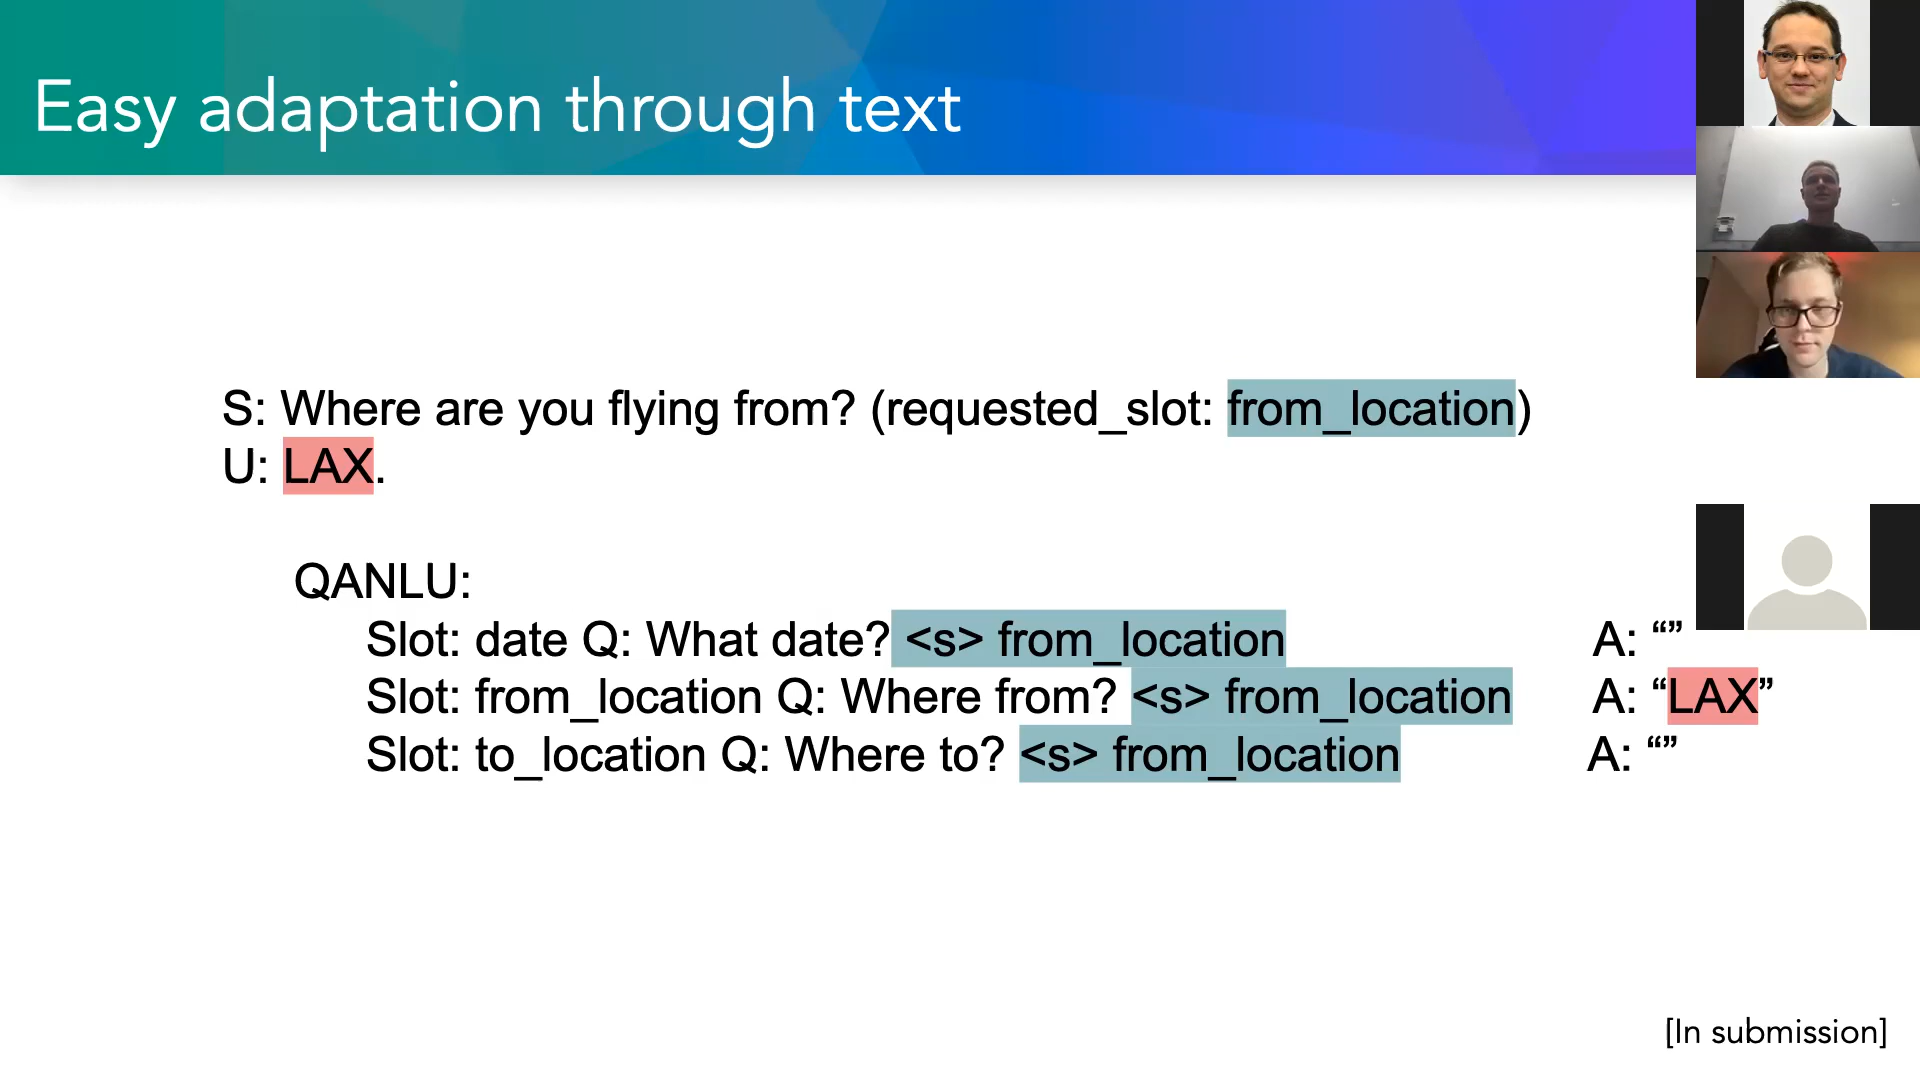 Easy adaptation through text
S: Where are you flying from? (requested_slot: from_location)
U: LAX.
QANLU:
Slot: date Q: What date? <s> from_location A: “”
Slot: from_location Q: Where from? <s> from_location A: “LAX”
Slot: to_location Q: Where to? <s> from_location A: “”
[In submission]